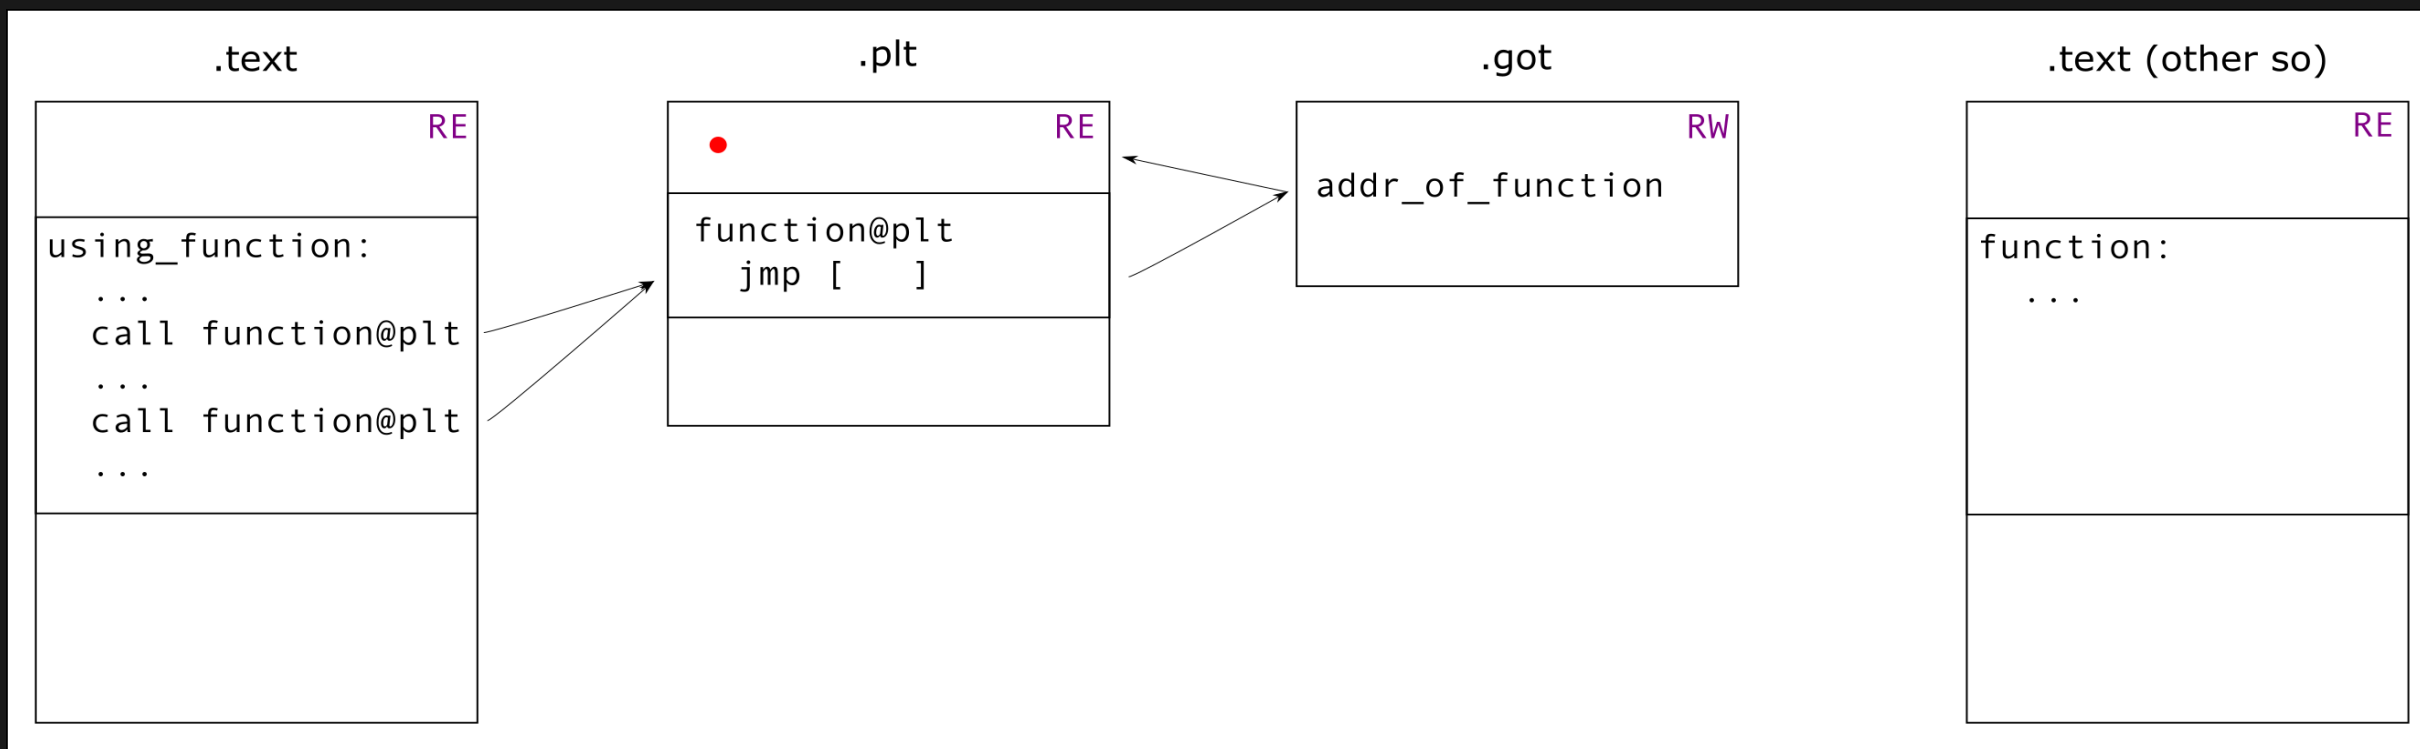 .text
RE
using_function:
...
call function@plt
...
call function@plt
...
.plt
RE
function@plt
jmp [   ]
.got
RW
addr_of_function
.text (other so)
RE
function:
...